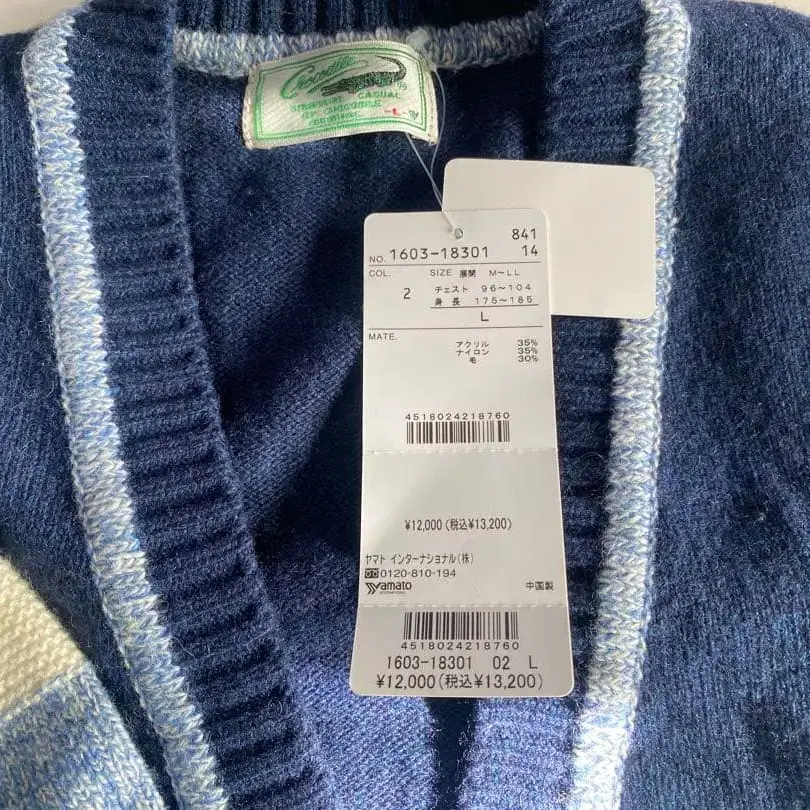 Crocodile
®
CASUAL
-L-
841
NO. 1603-18301 14
COL. SIZE 展開 M～LL
2 チェスト 96～104
身長 175～185
L
MATE.
アクリル 35%
ナイロン 35%
毛 30%
4518024218760
¥12,000(税込¥13,200)
ヤマト インターナショナル(株)
0120-810-194
yamato 中国製
INTERNATIONAL
4518024218760
1603-18301 02 L
¥12,000(税込¥13,200)